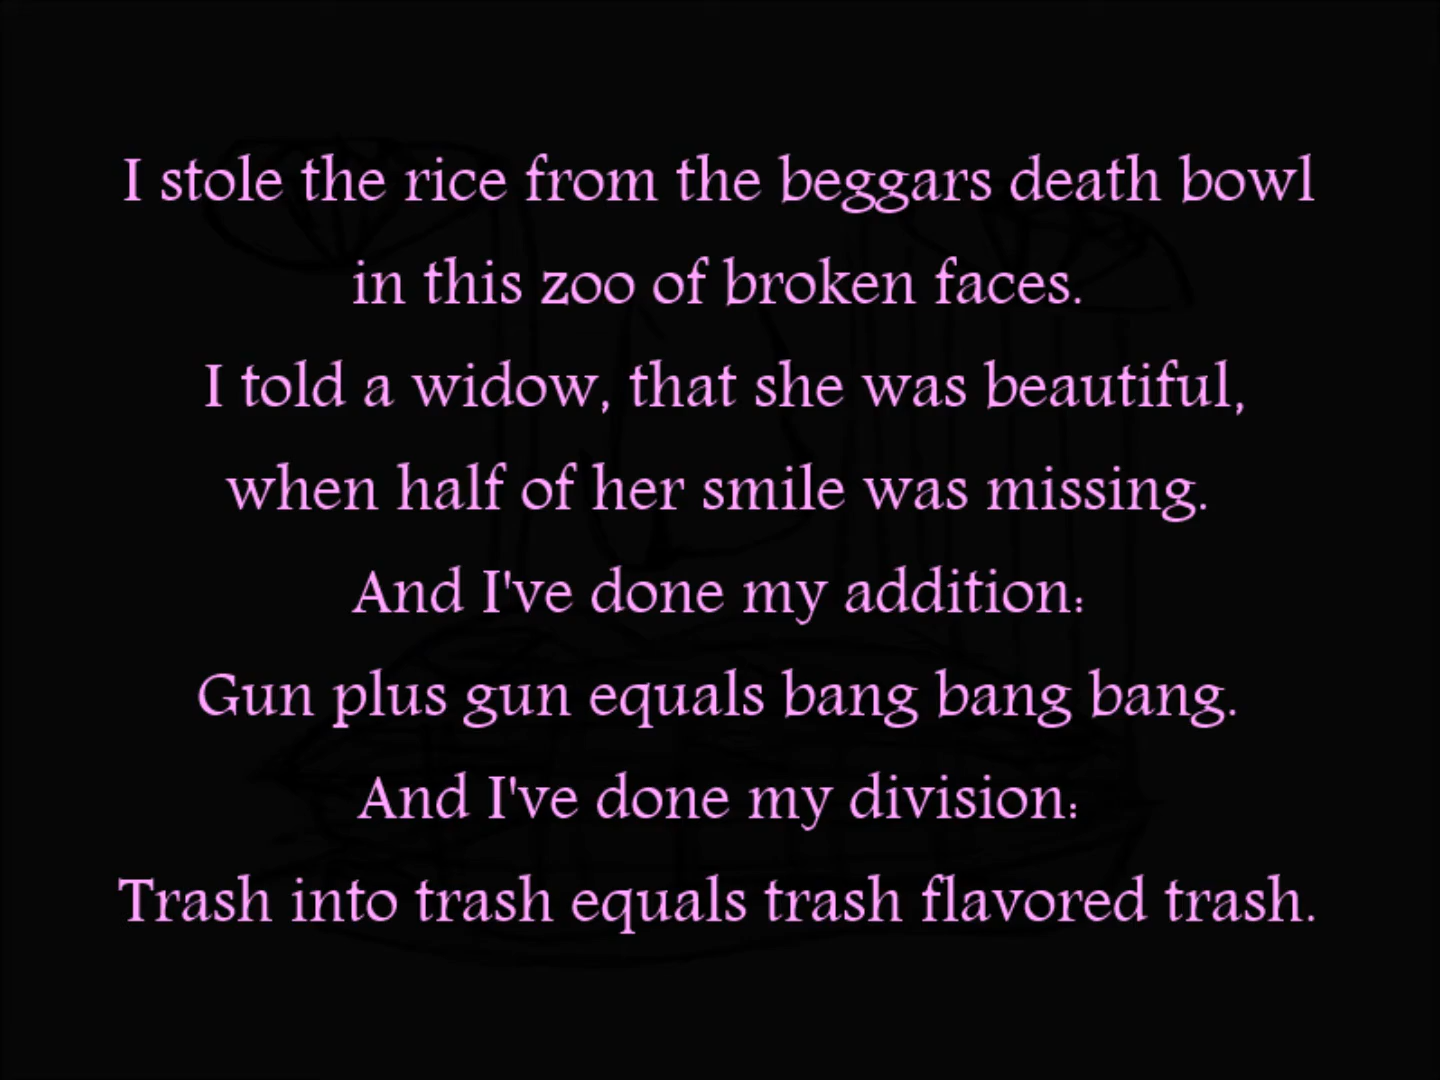 I stole the rice from the beggars death bowl
in this zoo of broken faces.
I told a widow, that she was beautiful,
when half of her smile was missing.
And I've done my addition:
Gun plus gun equals bang bang bang.
And I've done my division:
Trash into trash equals trash flavored trash.